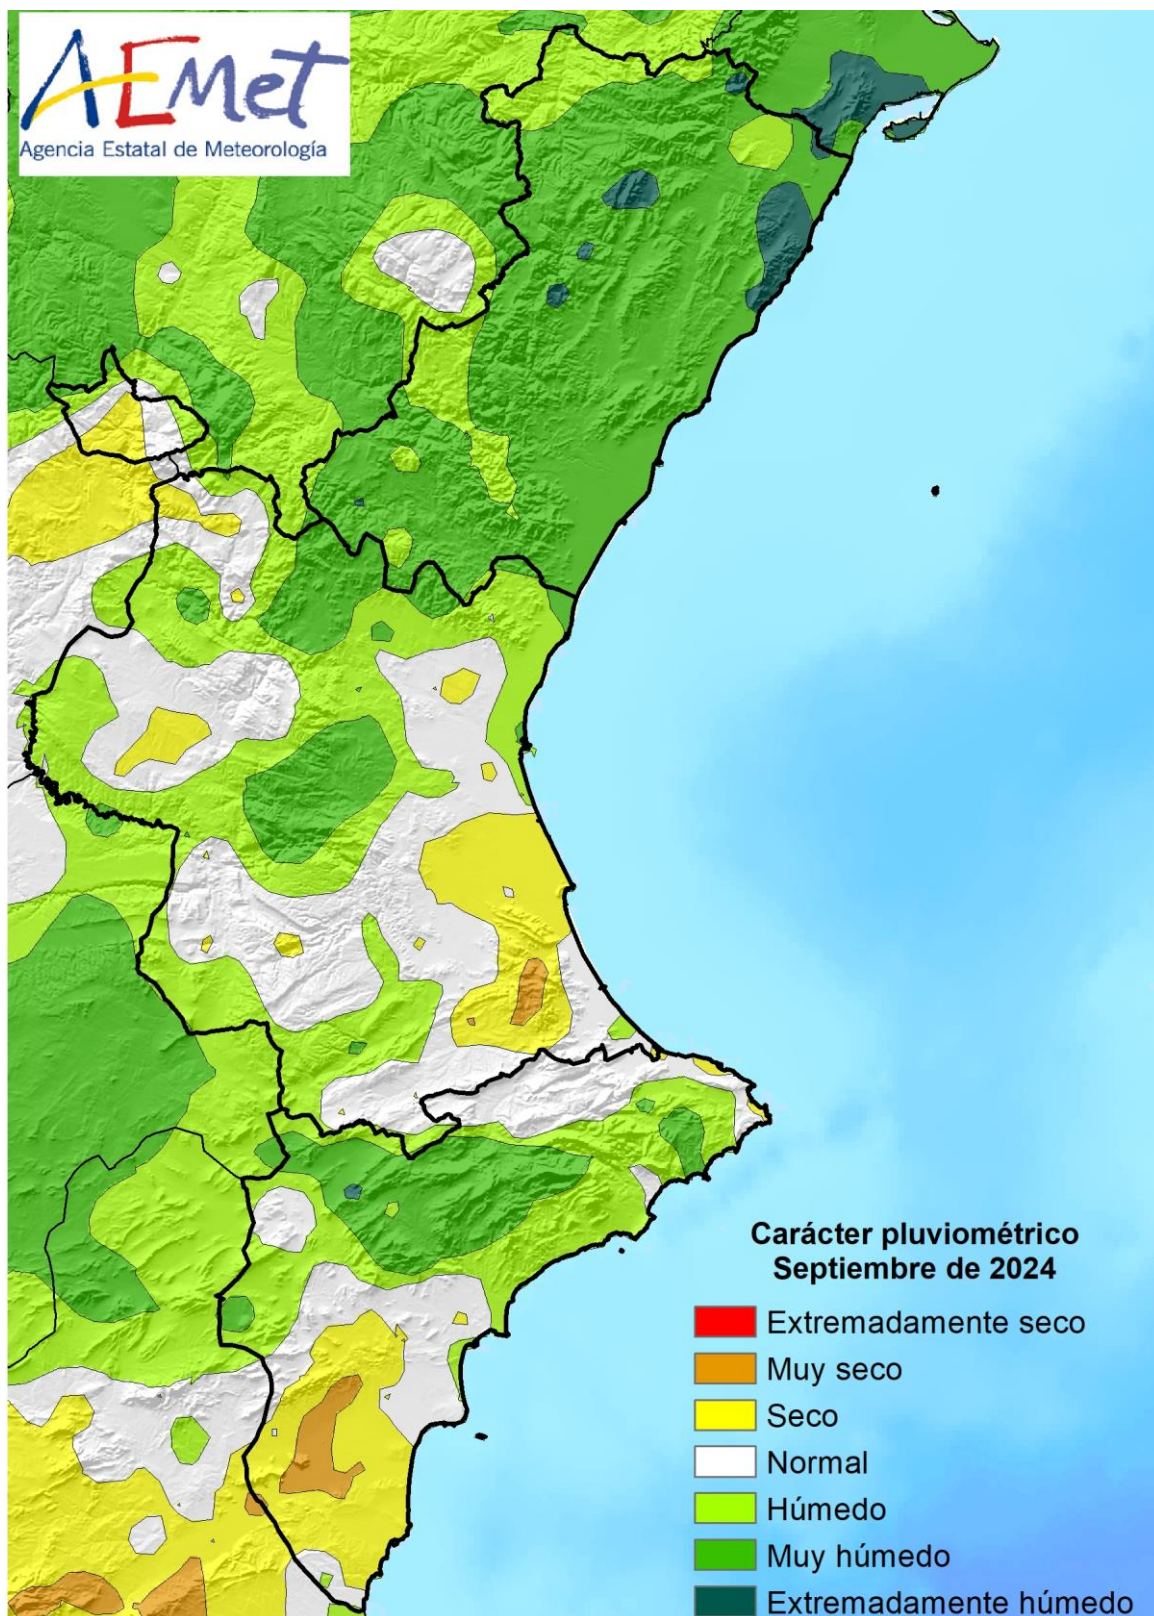 AEMet
Agencia Estatal de Meteorología
Carácter pluviométrico
Septiembre de 2024
Extremadamente seco
Muy seco
Seco
Normal
Húmedo
Muy húmedo
Extremadamente húmedo